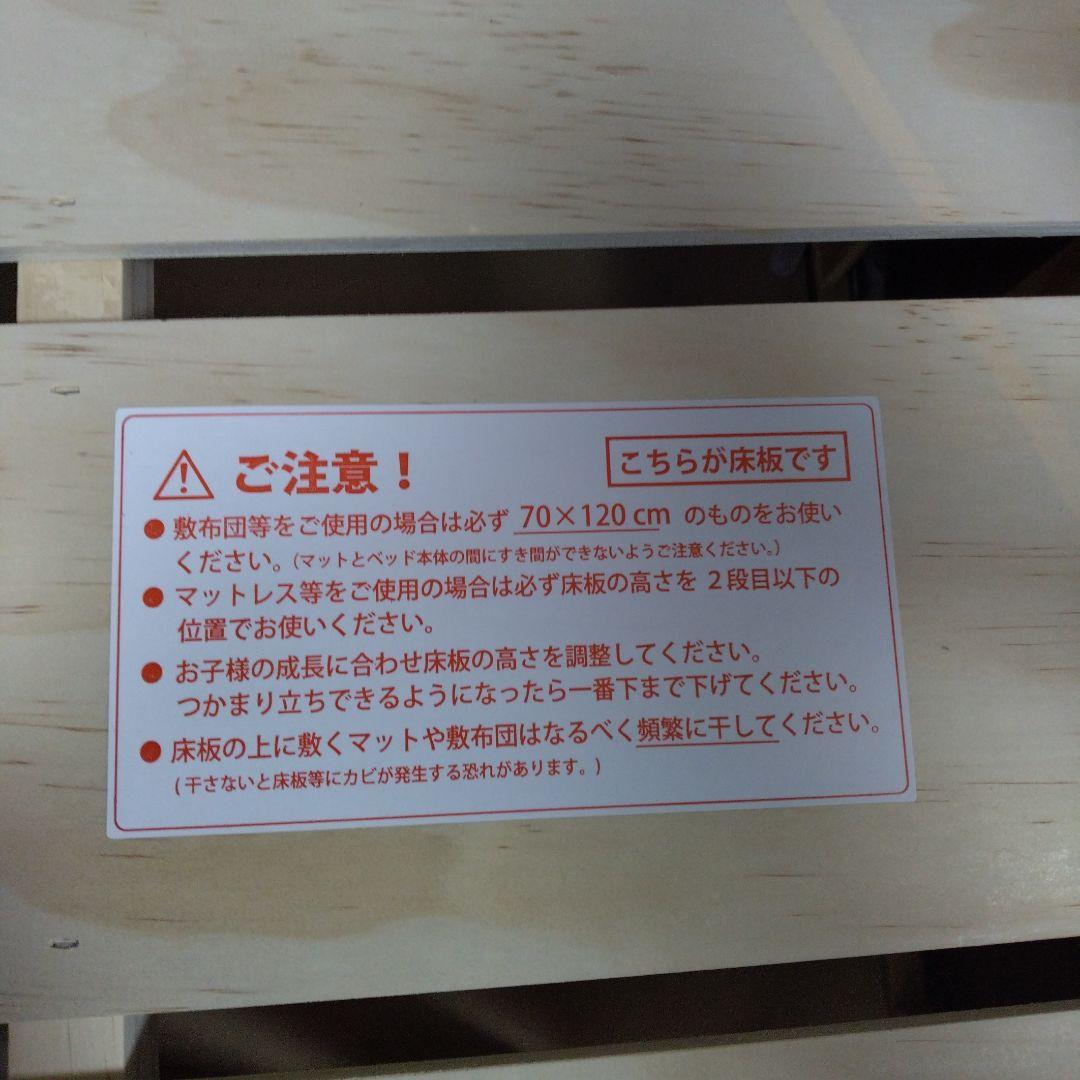 ご注意！
こちらが床板です
● 敷布団等をご使用の場合は必ず 70×120 cm のものをお使い
ください。（マットとベッド本体の間にすき間ができないようご注意ください。）
● マットレス等をご使用の場合は必ず床板の高さを ２段目以下の
位置でお使いください。
● お子様の成長に合わせ床板の高さを調整してください。
つかまり立ちできるようになったら一番下まで下げてください。
● 床板の上に敷くマットや敷布団はなるべく頻繁に干してください。
（干さないと床板等にカビが発生する恐れがあります。）